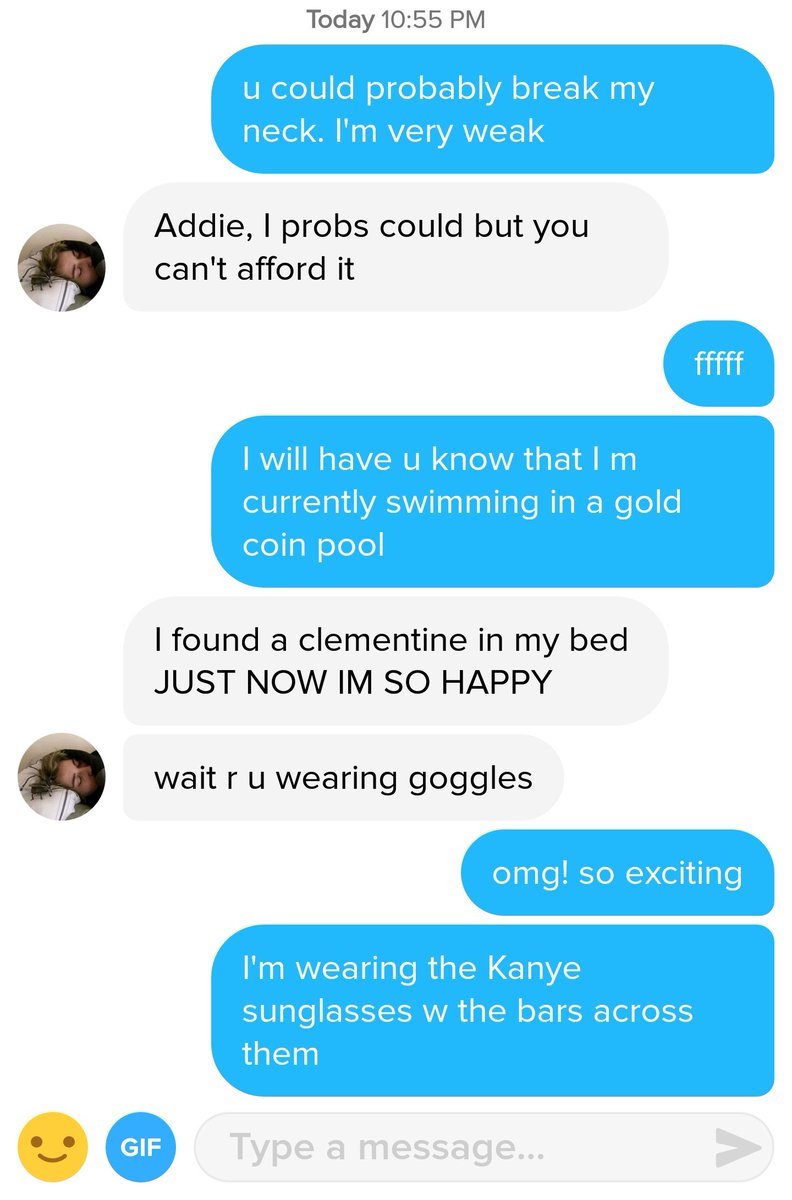 Today 10:55 PM
u could probably break my
neck. I'm very weak
Addie, I probs could but you
can't afford it
fffff
I will have u know that I m
currently swimming in a gold
coin pool
I found a clementine in my bed
JUST NOW IM SO HAPPY
wait r u wearing goggles
omg! so exciting
I'm wearing the Kanye
sunglasses w the bars across
them
GIF
Type a message...